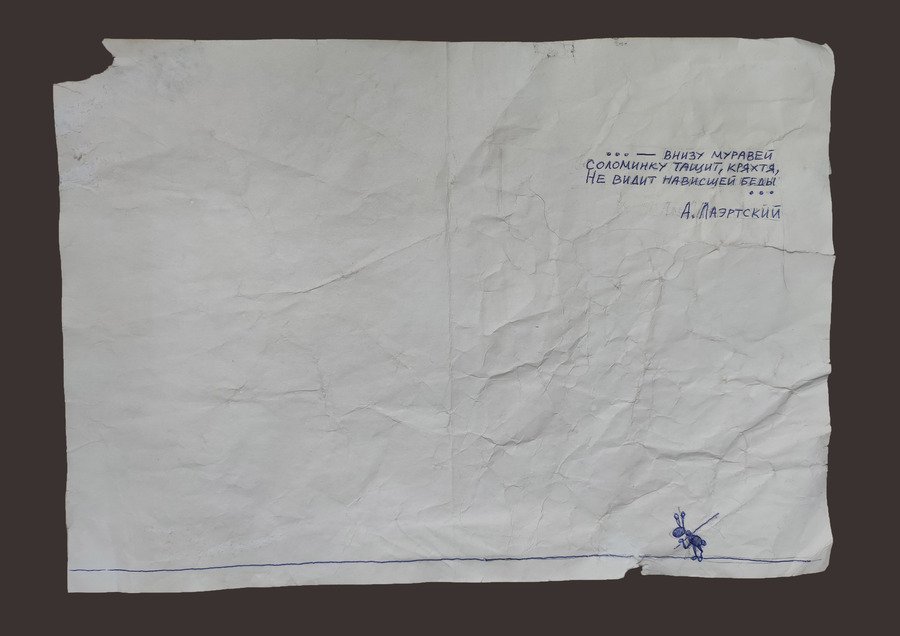 ... — ВНИЗУ МУРАВЕЙ
СОЛОМИНКУ ТАЩИТ, КРЯХТЯ,
НЕ ВИДИТ НАВИСШЕЙ БЕДЫ
...
А. ЛАЭРТСКИЙ